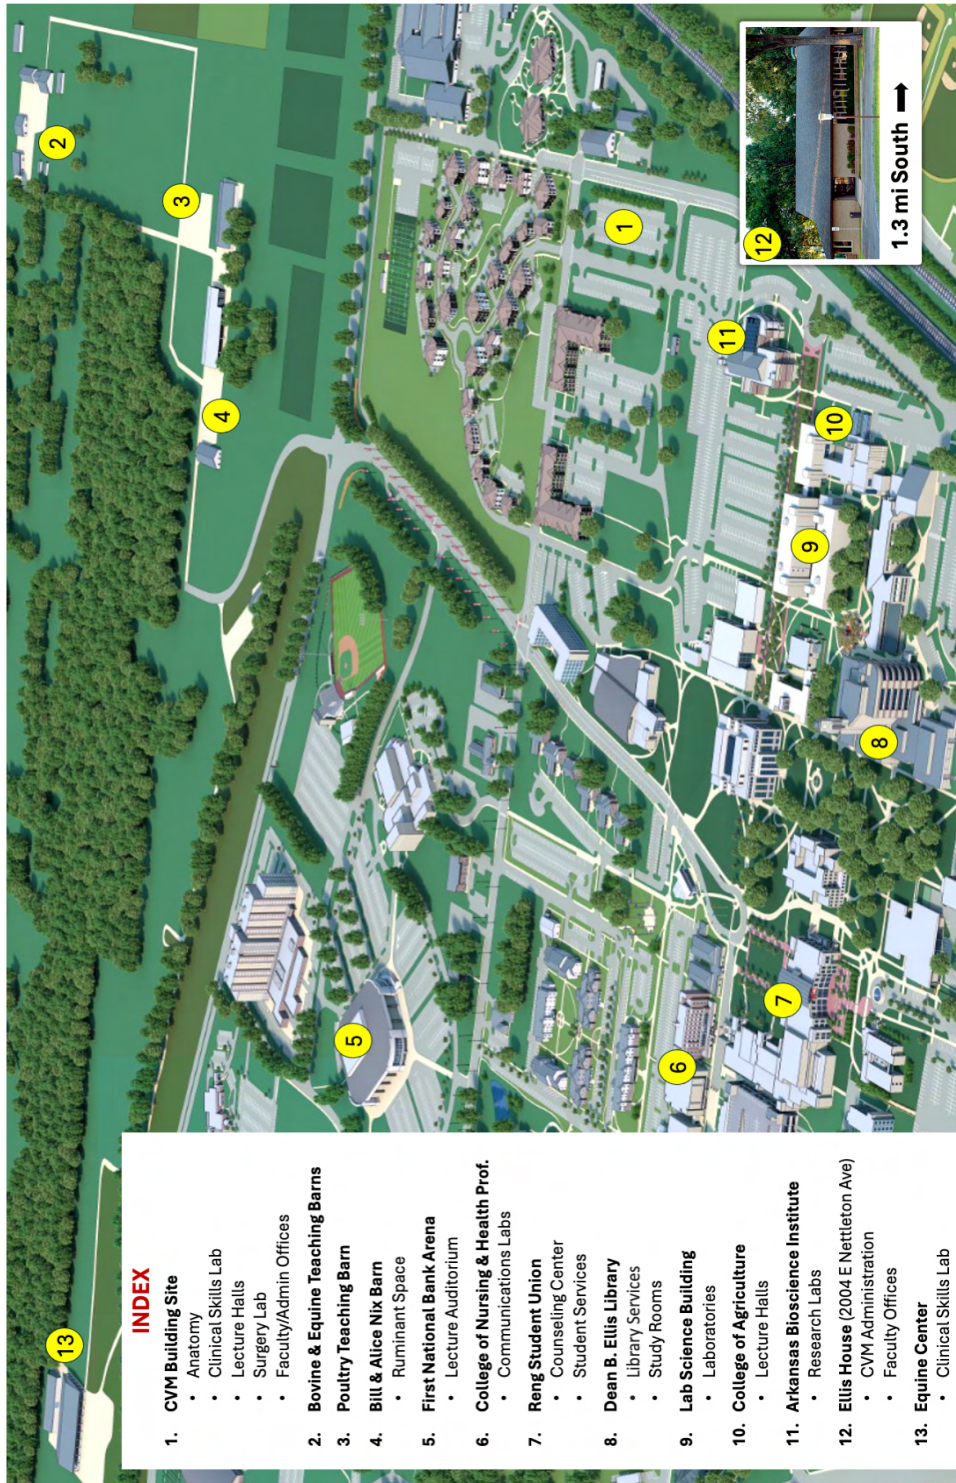 INDEX
1. CVM Building Site
• Anatomy
• Clinical Skills Lab
• Lecture Halls
• Surgery Lab
• Faculty/Admin Offices
2. Bovine & Equine Teaching Barns
3. Poultry Teaching Barn
4. Bill & Alice Nix Barn
• Ruminant Space
5. First National Bank Arena
• Lecture Auditorium
6. College of Nursing & Health Prof.
• Communications Labs
7. Reng Student Union
• Counseling Center
• Student Services
8. Dean B. Ellis Library
• Library Services
• Study Rooms
9. Lab Science Building
• Laboratories
10. College of Agriculture
• Lecture Halls
11. Arkansas Bioscience Institute
• Research Labs
12. Ellis House (2004 E Nettleton Ave)
• CVM Administration
• Faculty Offices
13. Equine Center
• Clinical Skills Lab
13
2
3
4
5
1
6
7
8
9
10
11
12
1.3 mi South →